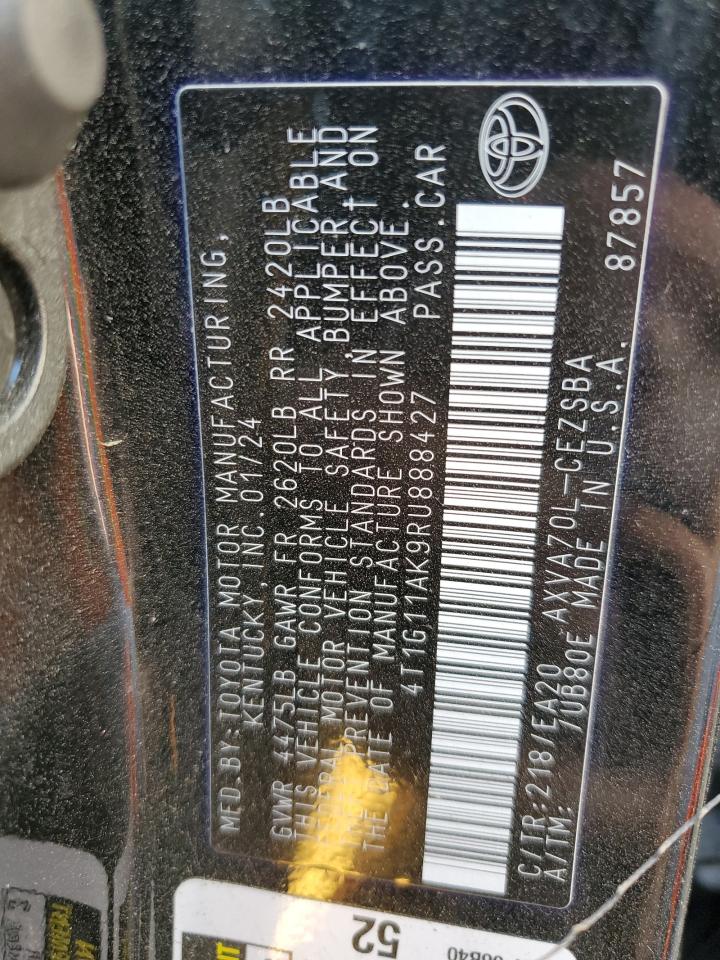 MFD.BY:TOYOTA MOTOR MANUFACTURING,
KENTUCKY, INC. 01/24
GVWR 4475LB GAWR FR 2620LB RR 2420LB
THIS VEHICLE CONFORMS TO ALL APPLICABLE
FEDERAL MOTOR VEHICLE SAFETY, BUMPER, AND
THEFT PREVENTION STANDARDS IN EFFECT ON
THE DATE OF MANUFACTURE SHOWN ABOVE.
4T1G11AK9RU888427 PASS.CAR
C/TR:218/EA20 AXVA70L-CEZSBA
A/TM: /UB80E MADE IN U.S.A. 87857
52